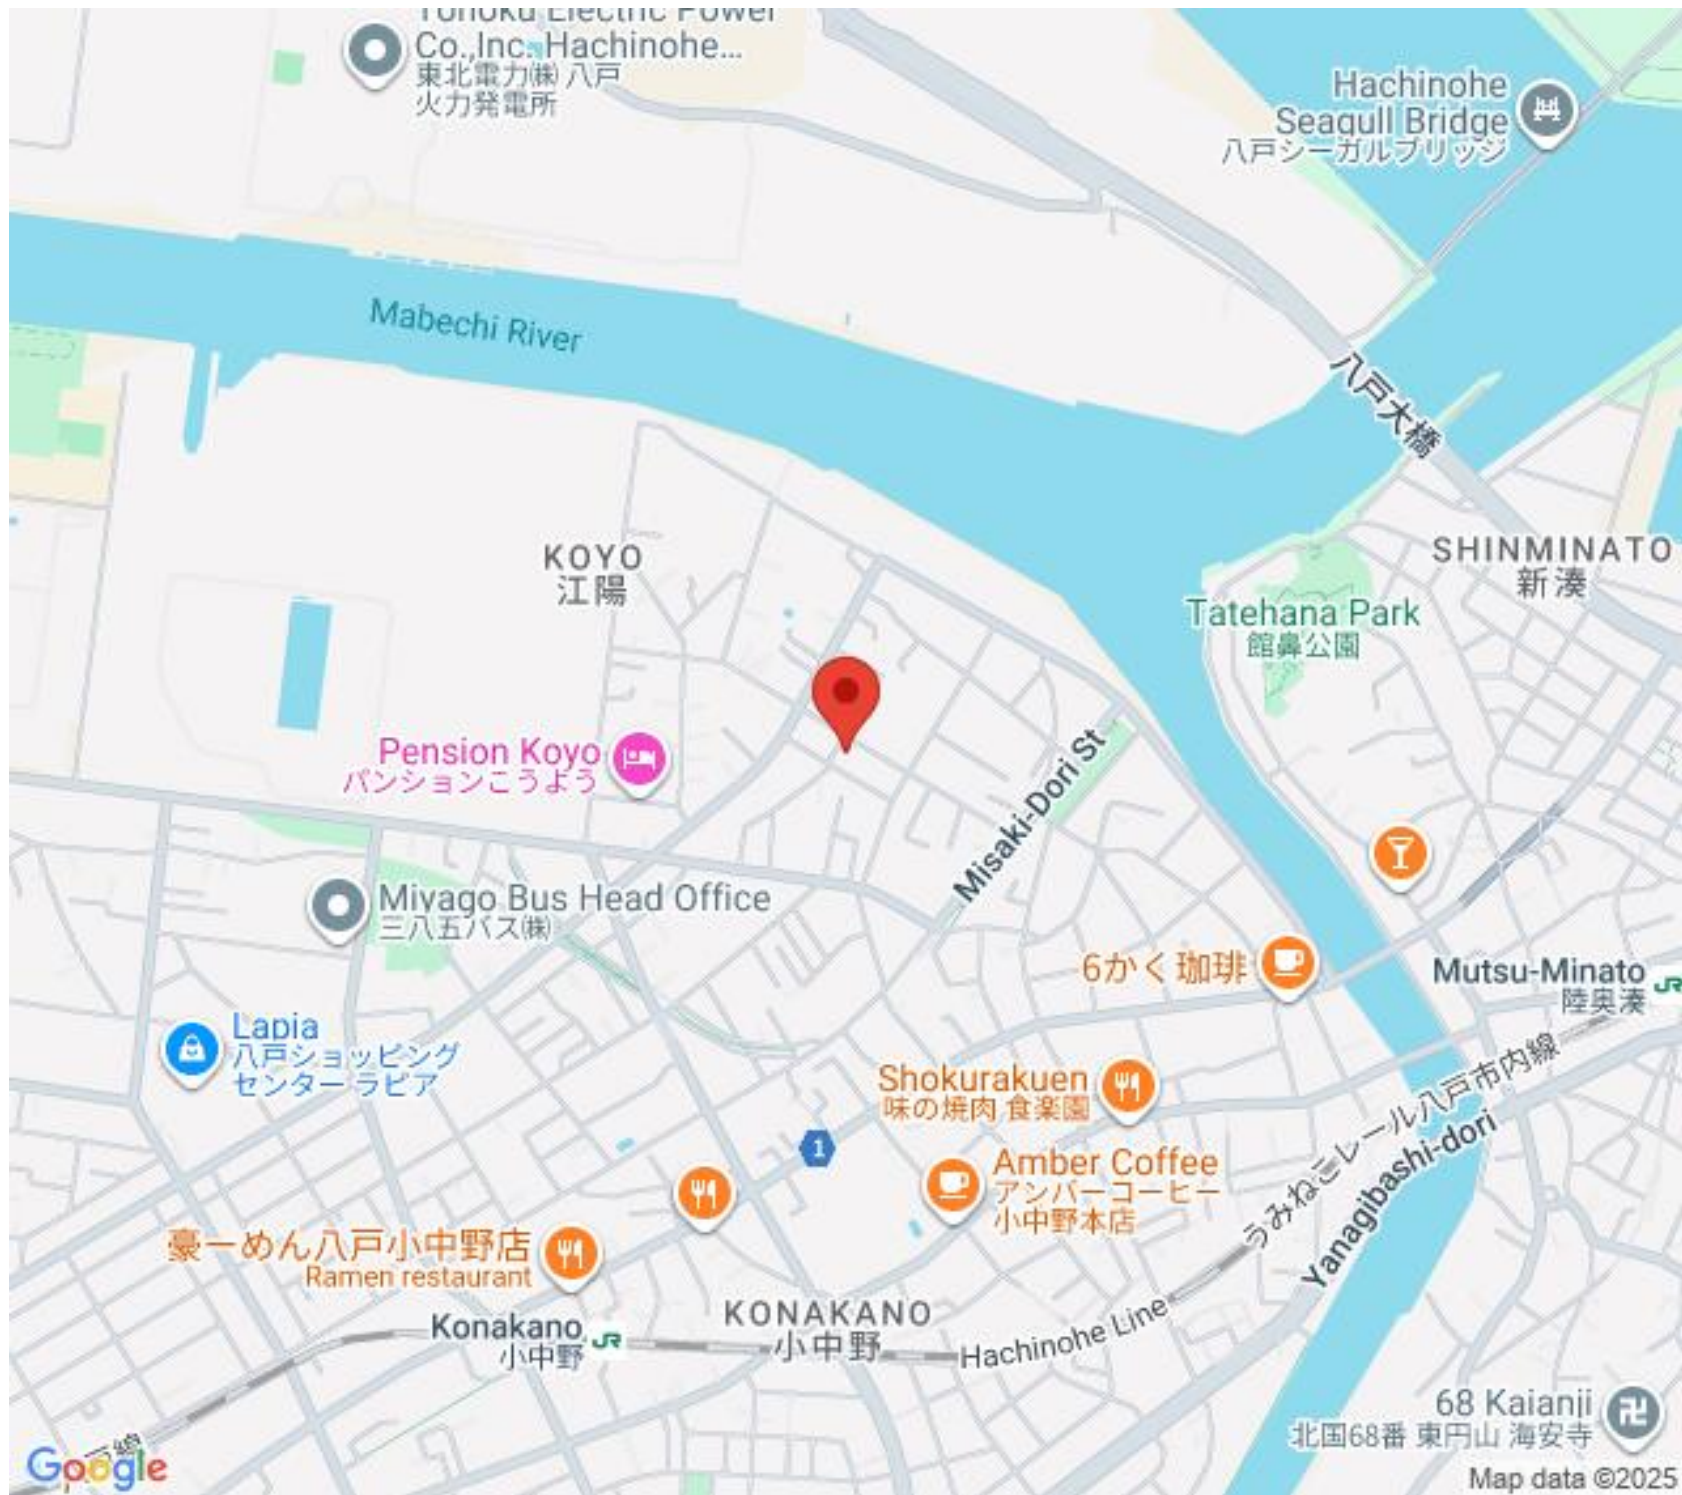 Tohoku Electric Power
Co.,Inc. Hachinohe...
東北電力㈱ 八戸
火力発電所
Hachinohe
Seagull Bridge
八戸シーガルブリッジ
Mabechi River
八戸大橋
KOYO
江陽
SHINMINATO
新湊
Tatehana Park
館鼻公園
Pension Koyo
パンションこうよう
Misaki-Dori St
Miyago Bus Head Office
三八五バス㈱
6かく珈琲
Mutsu-Minato
陸奥湊
JR
Lapia
八戸ショッピング
センター ラピア
Shokurakuen
味の焼肉 食楽園
うみねこレール八戸市内線
Yanagibashi-dori
1
Amber Coffee
アンバーコーヒー
小中野本店
豪ーめん八戸小中野店
Ramen restaurant
Konakano
小中野
JR
KONAKANO
小中野
Hachinohe Line
68 Kaianji
北国68番 東円山 海安寺
戸線
Google
Map data ©2025